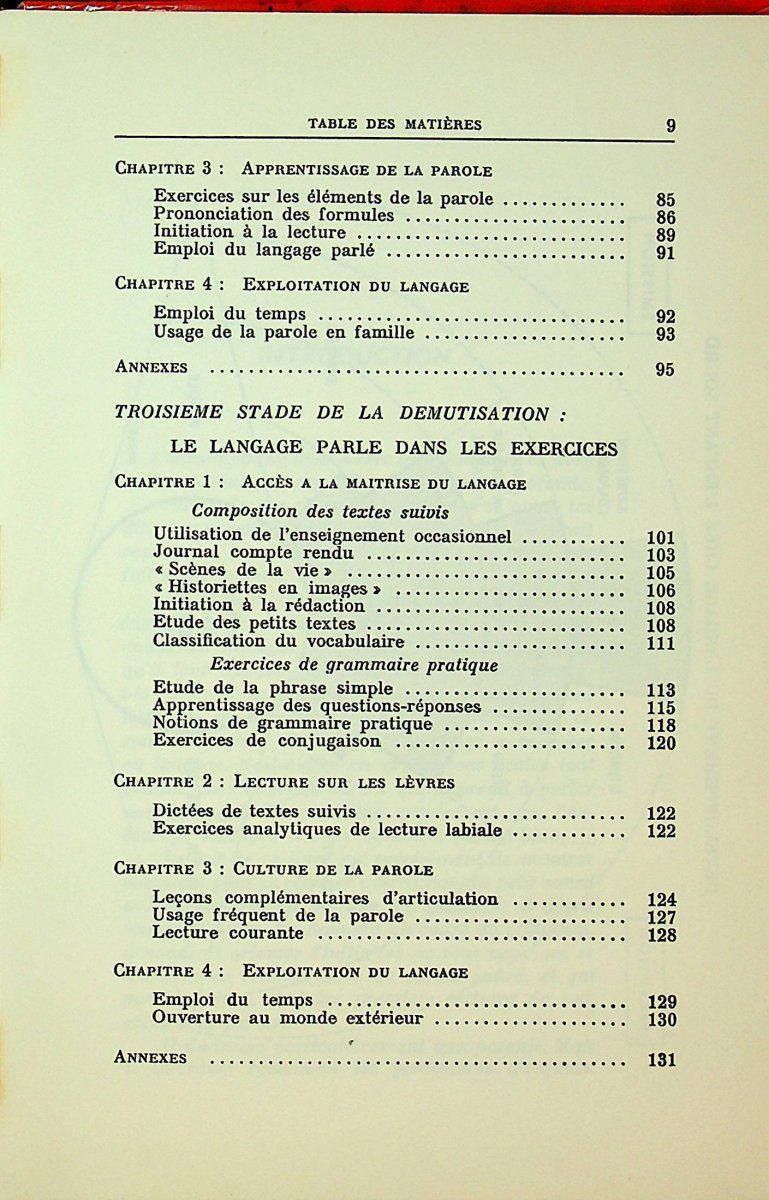 TABLE DES MATIÈRES 9
CHAPITRE 3 : APPRENTISSAGE DE LA PAROLE
Exercices sur les éléments de la parole ............. 85
Prononciation des formules ....................... 86
Initiation à la lecture ............................ 89
Emploi du langage parlé ......................... 91
CHAPITRE 4 : EXPLOITATION DU LANGAGE
Emploi du temps ................................ 92
Usage de la parole en famille ..................... 93
ANNEXES ........................................... 95
TROISIEME STADE DE LA DEMUTISATION :
LE LANGAGE PARLE DANS LES EXERCICES
CHAPITRE 1 : ACCÈS A LA MAITRISE DU LANGAGE
Composition des textes suivis
Utilisation de l'enseignement occasionnel ........... 101
Journal compte rendu ........................... 103
« Scènes de la vie » ............................. 105
« Historiettes en images » ......................... 106
Initiation à la rédaction .......................... 108
Etude des petits textes ........................... 108
Classification du vocabulaire ...................... 111
Exercices de grammaire pratique
Etude de la phrase simple ....................... 113
Apprentissage des questions-réponses .............. 115
Notions de grammaire pratique ................... 118
Exercices de conjugaison ........................ 120
CHAPITRE 2 : LECTURE SUR LES LÈVRES
Dictées de textes suivis ........................... 122
Exercices analytiques de lecture labiale ............ 122
CHAPITRE 3 : CULTURE DE LA PAROLE
Leçons complémentaires d'articulation ............ 124
Usage fréquent de la parole ...................... 127
Lecture courante ................................ 128
CHAPITRE 4 : EXPLOITATION DU LANGAGE
Emploi du temps ............................... 129
Ouverture au monde extérieur .................... 130
ANNEXES ........................................... 131